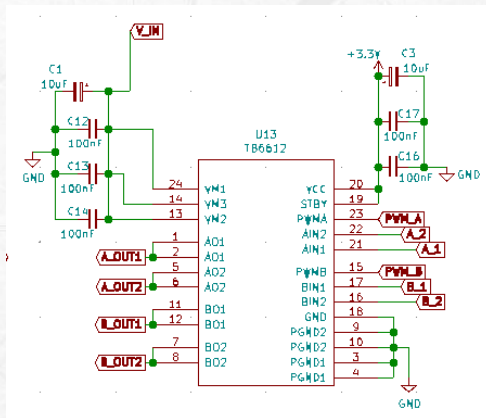 V_IN
C1
10uF
C12
100nF
C13
100nF
C14
100nF
GND
+3.3V
C3
10uF
C17
100nF
C16
100nF
GND
U13
TB6612
24 VM1
14 VM3
13 VM2
1 AO1
A_OUT1 2 AO1
5 AO2
A_OUT2 6 AO2
11 BO1
B_OUT1 12 BO1
7 BO2
B_OUT2 8 BO2
VCC 20
STBY 19
PWMA 23 PWM_A
AIN2 22 A_2
AIN1 21 A_1
PWMB 15 PWM_B
BIN1 17 B_1
BIN2 16 B_2
GND 18
PGND2 9
PGND2 10
PGND1 3
PGND1 4
GND